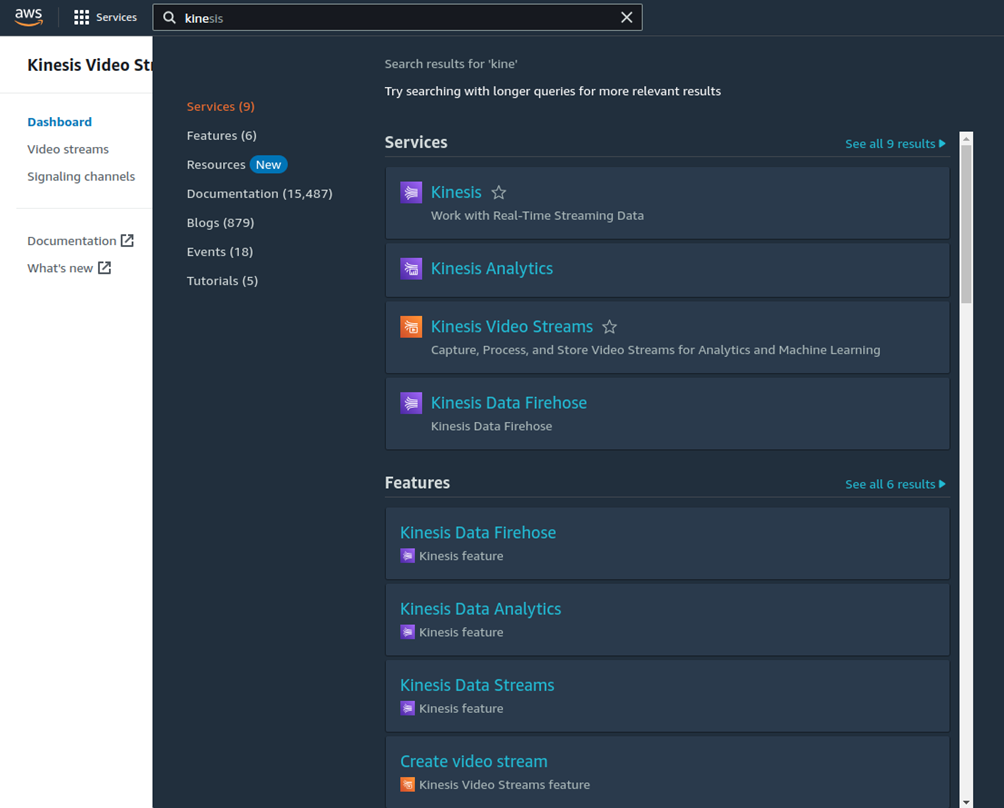 aws
Services
kinesis
Kinesis Video Str
Dashboard
Video streams
Signaling channels
Documentation
What's new
Services (9)
Features (6)
Resources New
Documentation (15,487)
Blogs (879)
Events (18)
Tutorials (5)
Search results for 'kine'
Try searching with longer queries for more relevant results
Services
See all 9 results
Kinesis
Work with Real-Time Streaming Data
Kinesis Analytics
Kinesis Video Streams
Capture, Process, and Store Video Streams for Analytics and Machine Learning
Kinesis Data Firehose
Kinesis Data Firehose
Features
See all 6 results
Kinesis Data Firehose
Kinesis feature
Kinesis Data Analytics
Kinesis feature
Kinesis Data Streams
Kinesis feature
Create video stream
Kinesis Video Streams feature